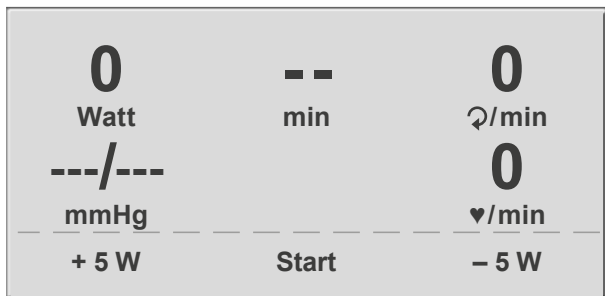 0 -- 0
Watt min ↻/min
---/--- 0
mmHg ♥/min
+ 5 W Start – 5 W